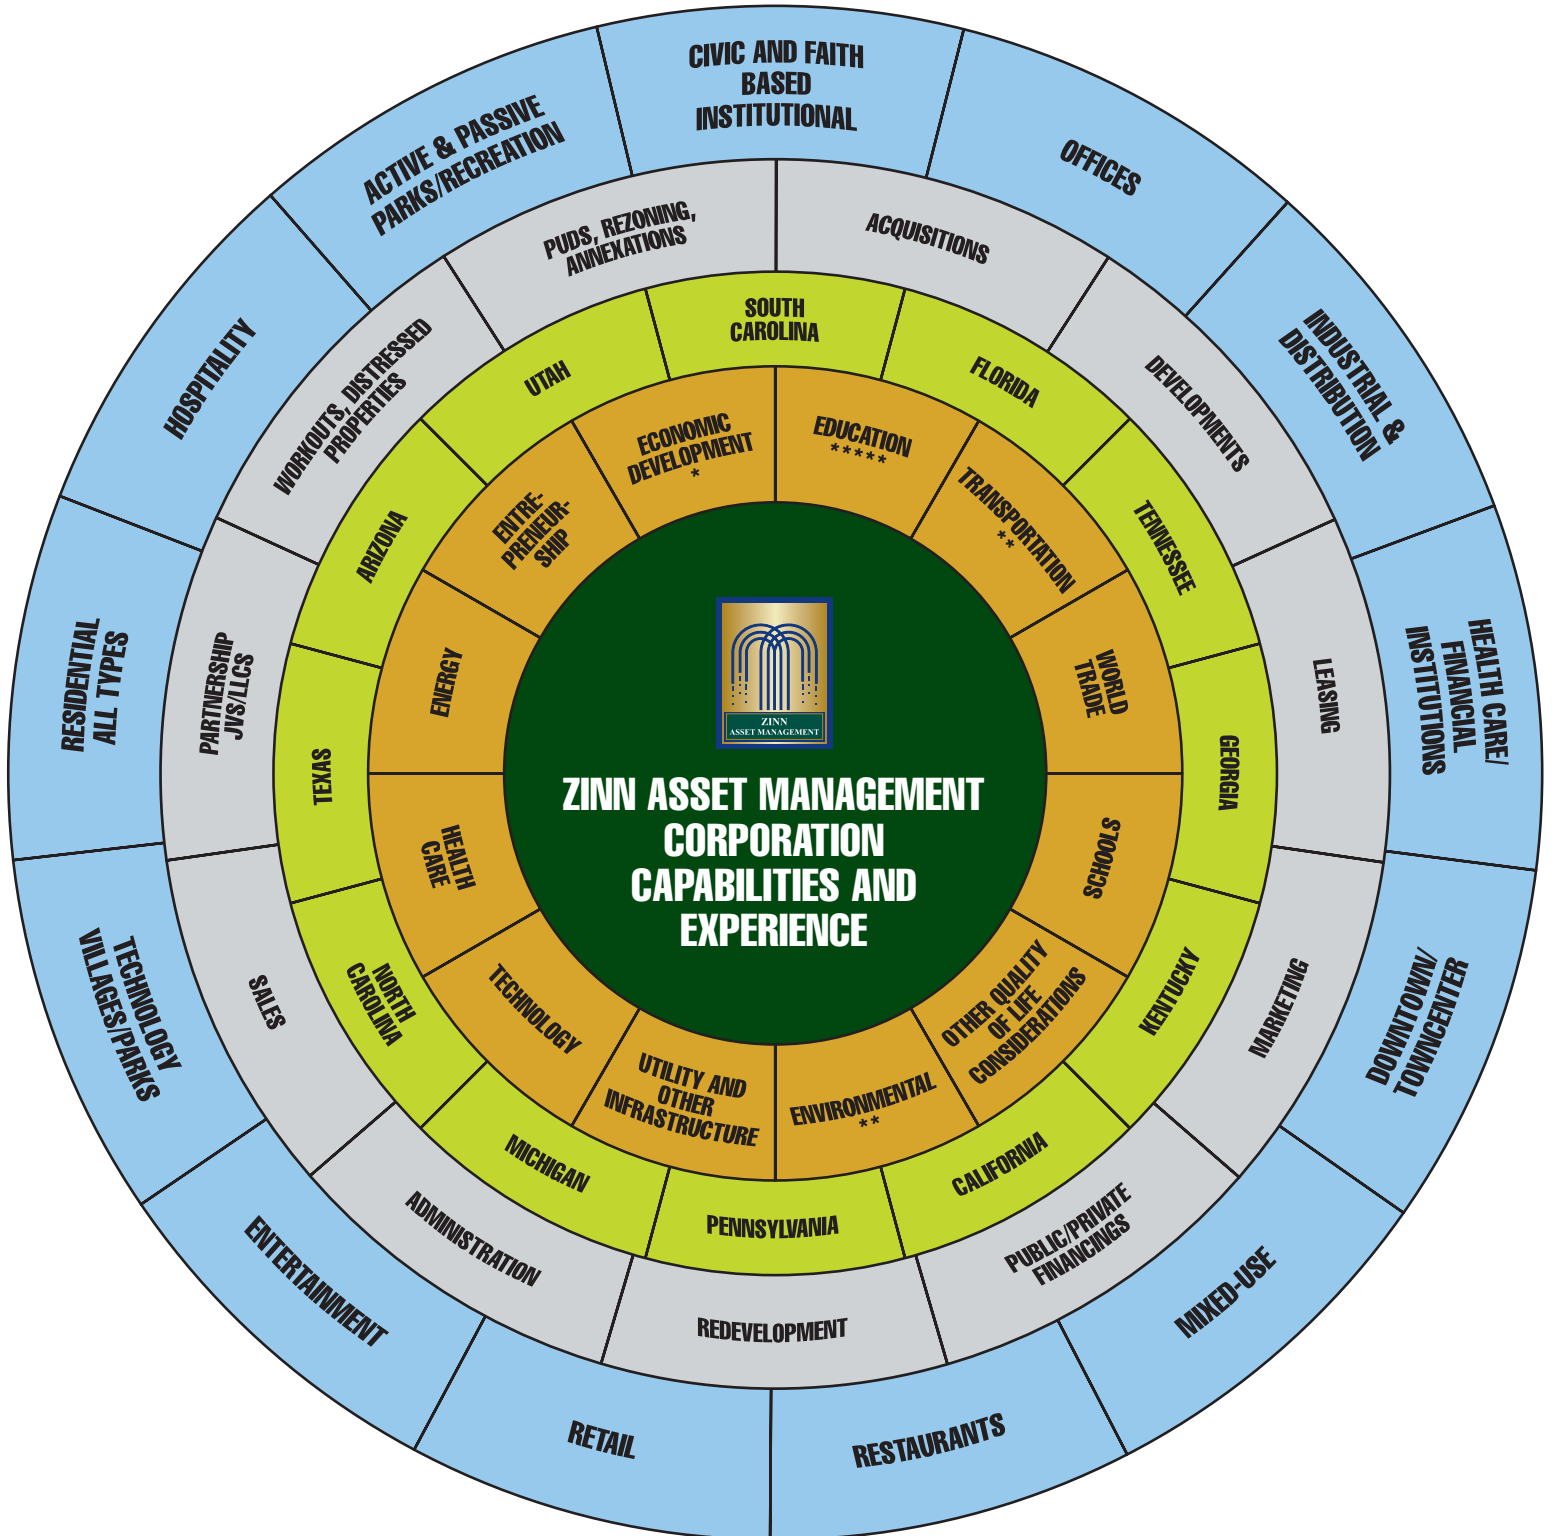 CIVIC AND FAITH
BASED
INSTITUTIONAL
OFFICES
INDUSTRIAL &
DISTRIBUTION
HEALTH CARE/
FINANCIAL
INSTITUTIONS
DOWNTOWN/
TOWNCENTER
MIXED-USE
RESTAURANTS
RETAIL
ENTERTAINMENT
TECHNOLOGY
VILLAGES/PARKS
RESIDENTIAL
ALL TYPES
HOSPITALITY
ACTIVE & PASSIVE
PARKS/RECREATION
ACQUISITIONS
DEVELOPMENTS
LEASING
MARKETING
PUBLIC/PRIVATE
FINANCINGS
REDEVELOPMENT
ADMINISTRATION
SALES
PARTNERSHIP
JVS/LLCS
WORKOUTS, DISTRESSED
PROPERTIES
PUDS, REZONING,
ANNEXATIONS
SOUTH
CAROLINA
FLORIDA
TENNESSEE
GEORGIA
KENTUCKY
CALIFORNIA
PENNSYLVANIA
MICHIGAN
NORTH
CAROLINA
TEXAS
ARIZONA
UTAH
EDUCATION
*****
TRANSPORTATION
**
WORLD
TRADE
SCHOOLS
OTHER QUALITY
OF LIFE
CONSIDERATIONS
ENVIRONMENTAL
**
UTILITY AND
OTHER
INFRASTRUCTURE
TECHNOLOGY
HEALTH
CARE
ENERGY
ENTRE-
PRENEUR-
SHIP
ECONOMIC
DEVELOPMENT
*
ZINN
ASSET MANAGEMENT
ZINN ASSET MANAGEMENT
CORPORATION
CAPABILITIES AND
EXPERIENCE